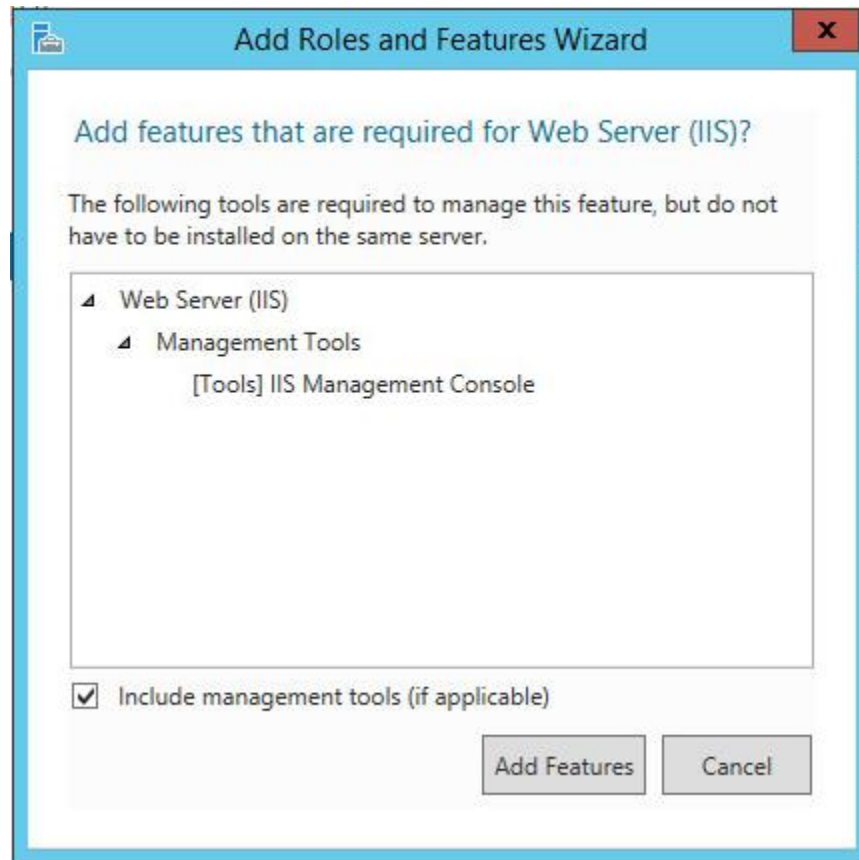 Add Roles and Features Wizard
x
Add features that are required for Web Server (IIS)?
The following tools are required to manage this feature, but do not
have to be installed on the same server.
Web Server (IIS)
Management Tools
[Tools] IIS Management Console
Include management tools (if applicable)
Add Features
Cancel